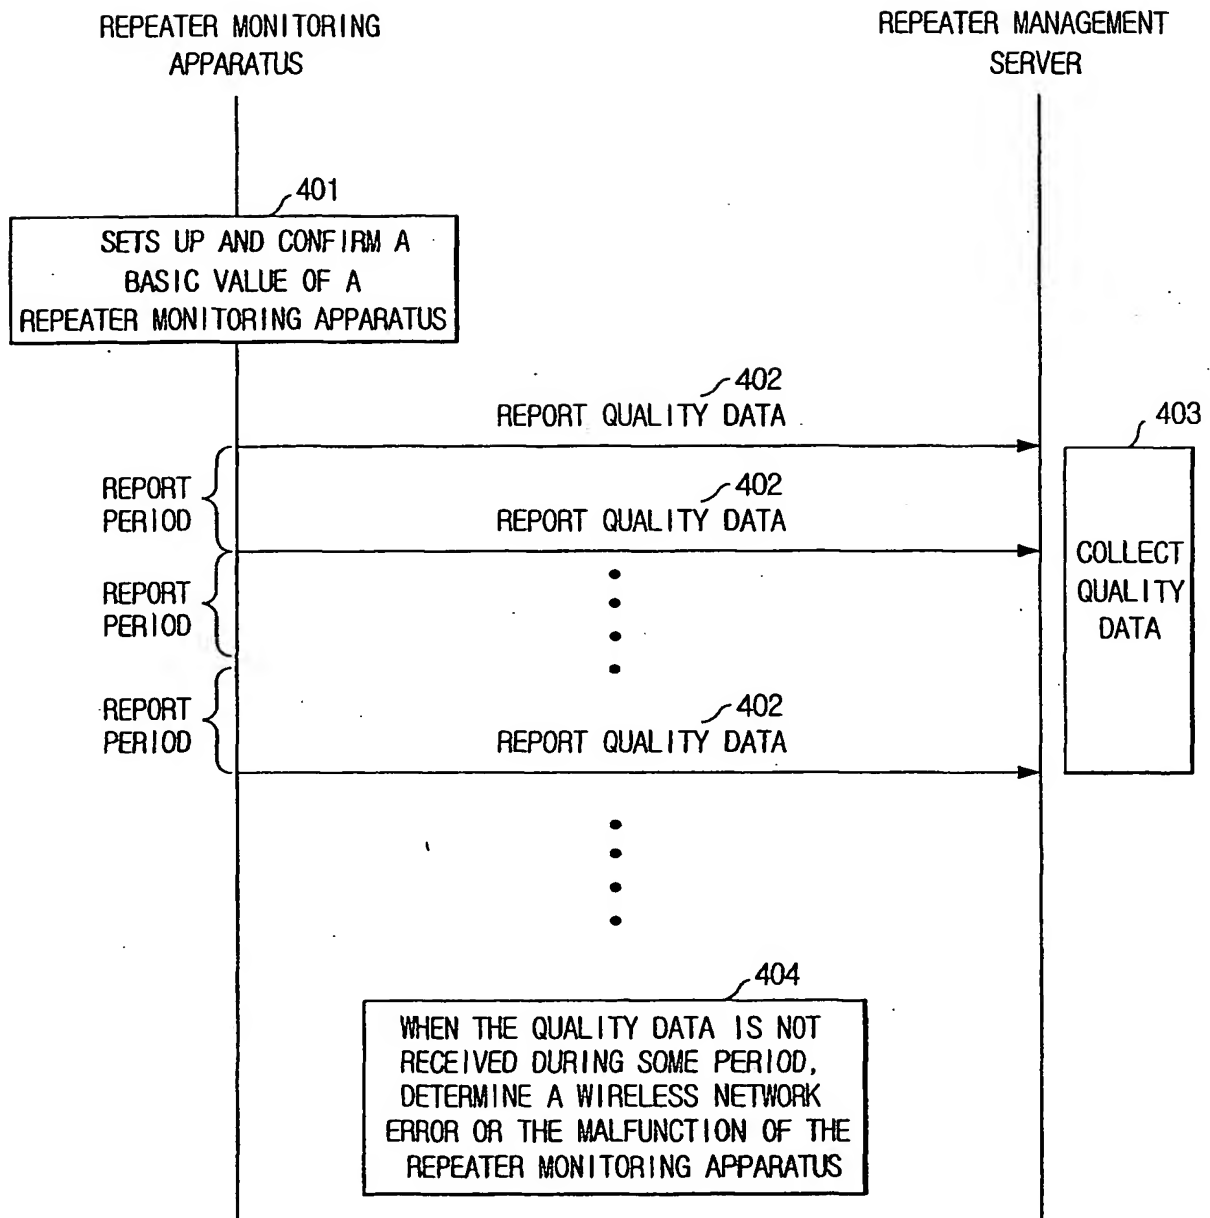 REPEATER MONITORING
APPARATUS
REPEATER MANAGEMENT
SERVER
401
SETS UP AND CONFIRM A
BASIC VALUE OF A
REPEATER MONITORING APPARATUS
402
REPORT QUALITY DATA
403
REPORT
PERIOD
402
REPORT QUALITY DATA
COLLECT
QUALITY
DATA
REPORT
PERIOD
REPORT
PERIOD
402
REPORT QUALITY DATA
404
WHEN THE QUALITY DATA IS NOT
RECEIVED DURING SOME PERIOD,
DETERMINE A WIRELESS NETWORK
ERROR OR THE MALFUNCTION OF THE
REPEATER MONITORING APPARATUS